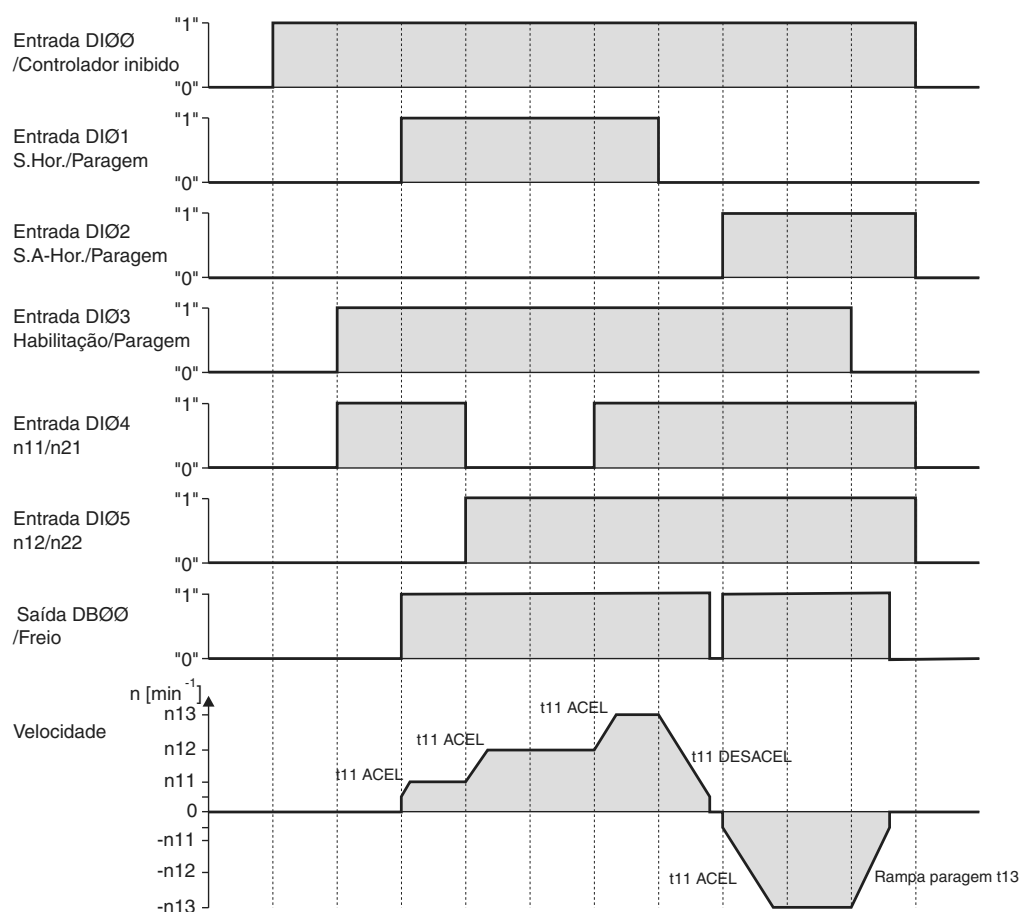 "1"
Entrada DIØØ
/Controlador inibido
"0"
"1"
Entrada DIØ1
S.Hor./Paragem
"0"
"1"
Entrada DIØ2
S.A-Hor./Paragem
"0"
"1"
Entrada DIØ3
Habilitação/Paragem
"0"
"1"
Entrada DIØ4
n11/n21
"0"
"1"
Entrada DIØ5
n12/n22
"0"
"1"
Saída DBØØ
/Freio
"0"
n [min⁻¹]
Velocidade
n13
n12
n11
0
-n11
-n12
-n13
t11 ACEL
t11 ACEL
t11 ACEL
t11 DESACEL
t11 ACEL
Rampa paragem t13